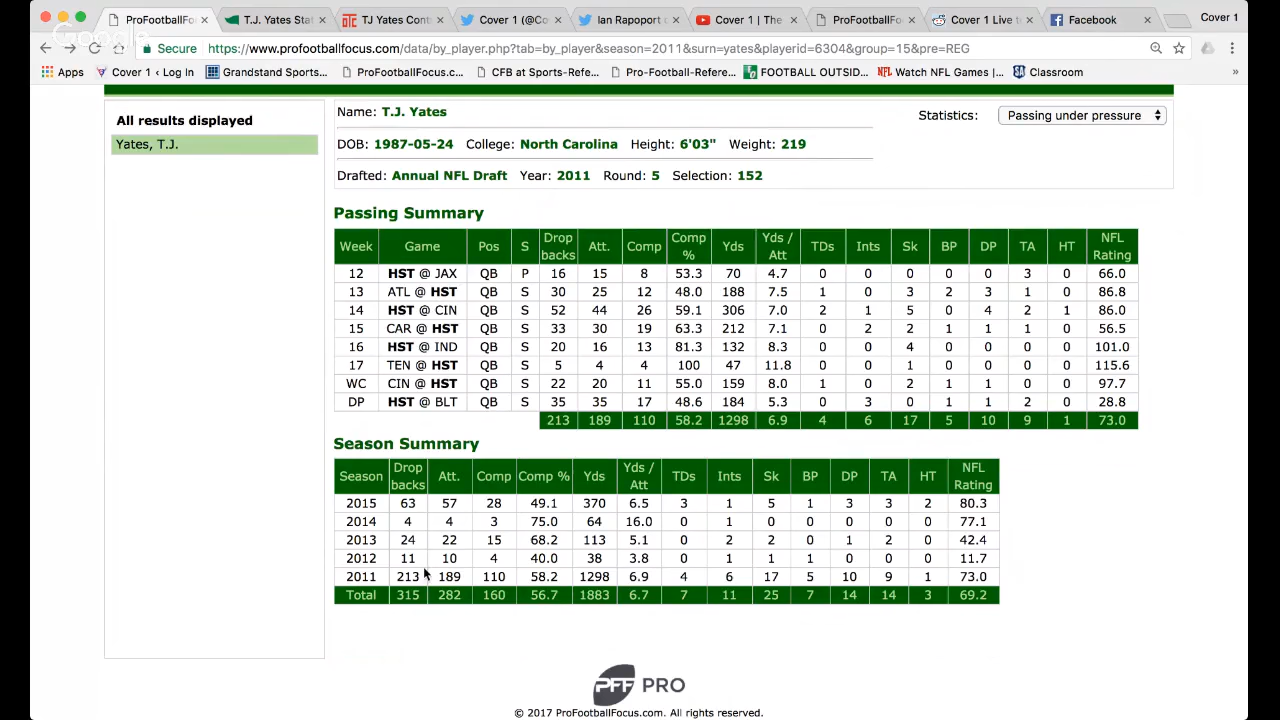 ProFootballFocus
T.J. Yates Stat
TJ Yates Cont
Cover 1 (@Co
Ian Rapoport
Cover 1 | The
ProFootballFo
Cover 1 Live t
Facebook
Cover 1
Google
Secure https://www.profootballfocus.com/data/by_player.php?tab=by_player&season=2011&surn=yates&playerid=6304&group=15&pre=REG
Apps Cover 1 ‹ Log In Grandstand Sports... ProFootballFocus.c... CFB at Sports-Refe... Pro-Football-Refere... FOOTBALL OUTSID... Watch NFL Games |... Classroom »
All results displayed
Yates, T.J.
Name: T.J. Yates
Statistics: Passing under pressure
DOB: 1987-05-24 College: North Carolina Height: 6'03" Weight: 219
Drafted: Annual NFL Draft Year: 2011 Round: 5 Selection: 152
Passing Summary
Week Game Pos S Drop backs Att. Comp Comp % Yds Yds / Att TDs Ints Sk BP DP TA HT NFL Rating
12 HST @ JAX QB P 16 15 8 53.3 70 4.7 0 0 0 0 0 3 0 66.0
13 ATL @ HST QB S 30 25 12 48.0 188 7.5 1 0 3 2 3 1 0 86.8
14 HST @ CIN QB S 52 44 26 59.1 306 7.0 2 1 5 0 4 2 1 86.0
15 CAR @ HST QB S 33 30 19 63.3 212 7.1 0 2 2 1 1 1 0 56.5
16 HST @ IND QB S 20 16 13 81.3 132 8.3 0 0 4 0 0 0 0 101.0
17 TEN @ HST QB S 5 4 4 100 47 11.8 0 0 1 0 0 0 0 115.6
WC CIN @ HST QB S 22 20 11 55.0 159 8.0 1 0 2 1 1 0 0 97.7
DP HST @ BLT QB S 35 35 17 48.6 184 5.3 0 3 0 1 1 2 0 28.8
213 189 110 58.2 1298 6.9 4 6 17 5 10 9 1 73.0
Season Summary
Season Drop backs Att. Comp Comp % Yds Yds / Att TDs Ints Sk BP DP TA HT NFL Rating
2015 63 57 28 49.1 370 6.5 3 1 5 1 3 3 2 80.3
2014 4 4 3 75.0 64 16.0 0 1 0 0 0 0 0 77.1
2013 24 22 15 68.2 113 5.1 0 2 2 0 1 2 0 42.4
2012 11 10 4 40.0 38 3.8 0 1 1 1 0 0 0 11.7
2011 213 189 110 58.2 1298 6.9 4 6 17 5 10 9 1 73.0
Total 315 282 160 56.7 1883 6.7 7 11 25 7 14 14 3 69.2
PFF PRO
© 2017 ProFootballFocus.com. All rights reserved.